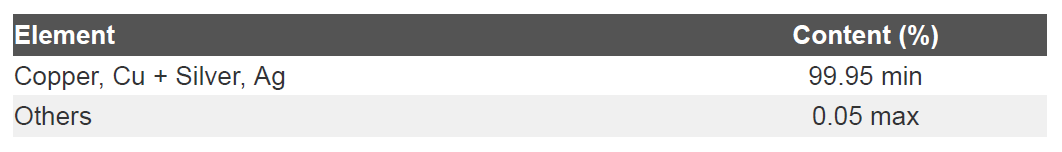 Element Content (%)
Copper, Cu + Silver, Ag 99.95 min
Others 0.05 max